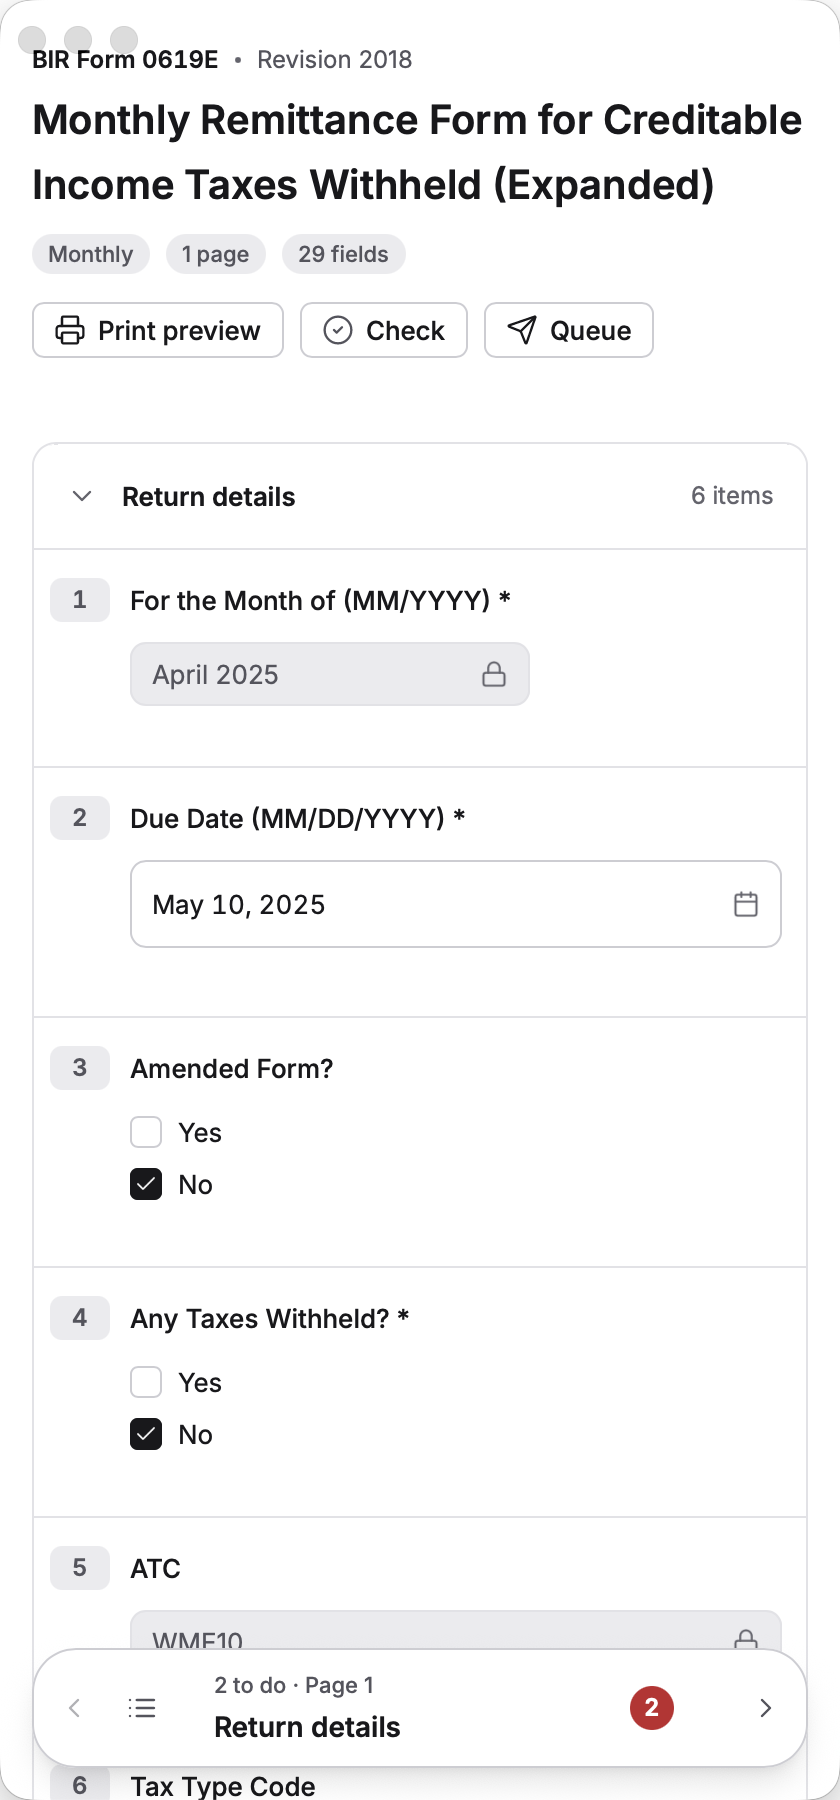 BIR Form 0619E • Revision 2018
Monthly Remittance Form for Creditable
Income Taxes Withheld (Expanded)
Monthly 1 page 29 fields
Print preview Check Queue
Return details 6 items
1 For the Month of (MM/YYYY) *
April 2025
2 Due Date (MM/DD/YYYY) *
May 10, 2025
3 Amended Form?
Yes
No
4 Any Taxes Withheld? *
Yes
No
5 ATC
WME10
2 to do · Page 1
Return details
2
6 Tax Type Code